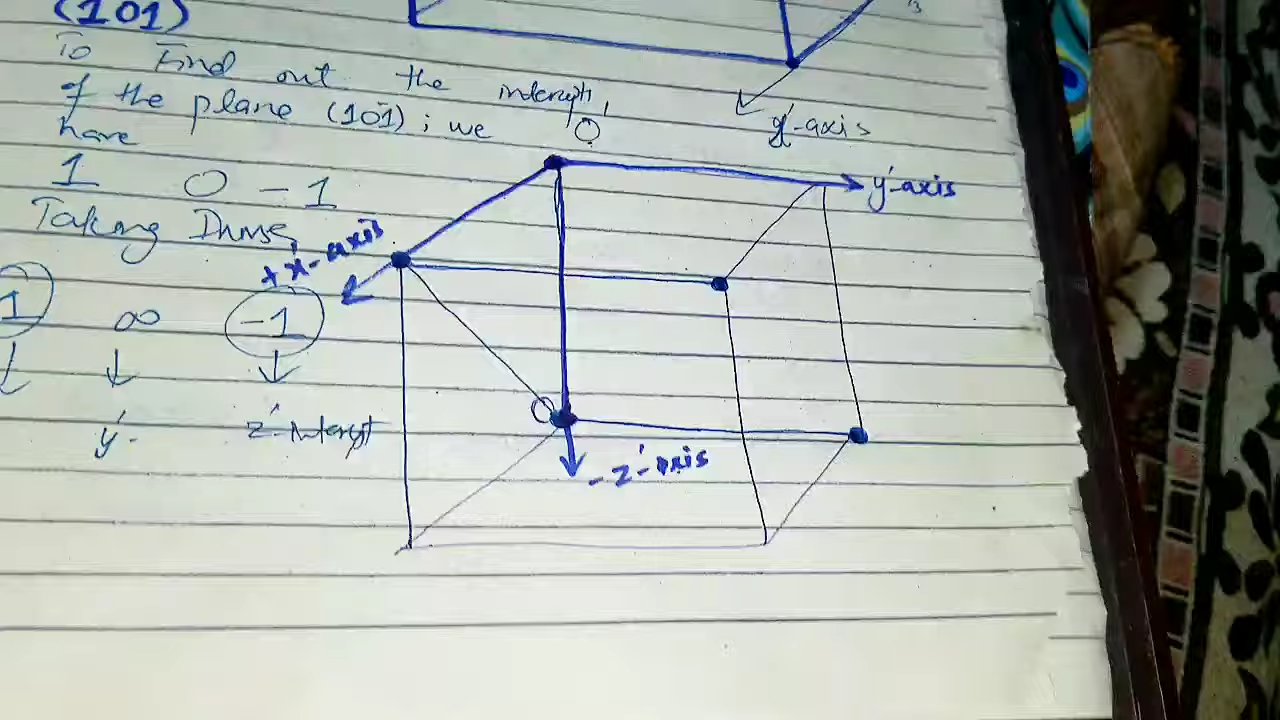 (101)
To Find out the intercept,
of the plane (101̄); we
have
1 0 -1
Taking Inverse,
1 ∞ -1
y'- z'-intercept
x'-axis
O'
y'-axis
+x'-axis
O
-z'-axis